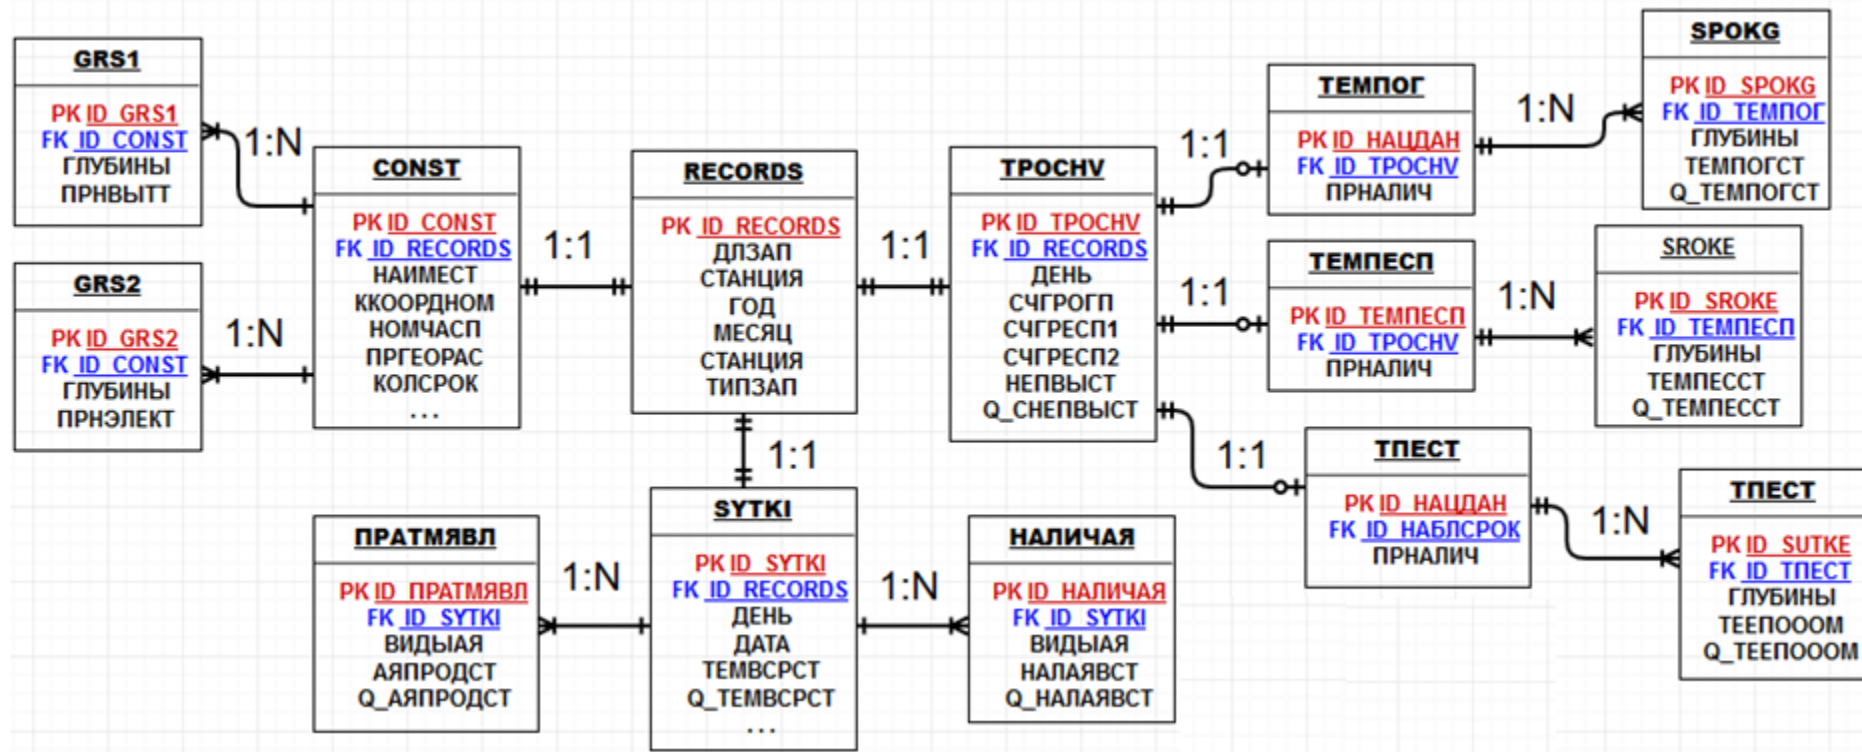 GRS1
PK ID_GRS1
FK ID_CONST
ГЛУБИНЫ
ПРНВЫТТ
1:N
GRS2
PK ID_GRS2
FK ID_CONST
ГЛУБИНЫ
ПРНЭЛЕКТ
1:N
CONST
PK ID_CONST
FK ID_RECORDS
НАИМЕСТ
ККООРДНОМ
НОМЧАСП
ПРГЕОРАС
КОЛСРОК
...
1:1
RECORDS
PK ID_RECORDS
ДЛЗАП
СТАНЦИЯ
ГОД
МЕСЯЦ
СТАНЦИЯ
ТИПЗАП
1:1
TPOCHV
PK ID_TPOCHV
FK ID_RECORDS
ДЕНЬ
СЧГРОГП
СЧГРЕСП1
СЧГРЕСП2
НЕПВЫСТ
Q_СНЕПВЫСТ
1:1
ТЕМПОГ
PK ID_НАЦДАН
FK ID_TPOCHV
ПРНАЛИЧ
1:N
SPOKG
PK ID_SPOKG
FK ID_ТЕМПОГ
ГЛУБИНЫ
ТЕМПОГСТ
Q_ТЕМПОГСТ
1:1
ТЕМПЕСП
PK ID_ТЕМПЕСП
FK ID_TPOCHV
ПРНАЛИЧ
1:N
SROKE
PK ID_SROKE
FK ID_ТЕМПЕСП
ГЛУБИНЫ
ТЕМПЕССТ
Q_ТЕМПЕССТ
1:1
ТПЕСТ
PK ID_НАЦДАН
FK ID_НАБЛСРОК
ПРНАЛИЧ
1:N
ТПЕСТ
PK ID_SUTKE
FK ID_ТПЕСТ
ГЛУБИНЫ
ТЕЕПОООМ
Q_ТЕЕПОООМ
1:1
ПРАТМЯВЛ
PK ID_ПРАТМЯВЛ
FK ID_SYTKI
ВИДЫАЯ
АЯПРОДСТ
Q_АЯПРОДСТ
1:N
SYTKI
PK ID_SYTKI
FK ID_RECORDS
ДЕНЬ
ДАТА
ТЕМВСРСТ
Q_ТЕМВСРСТ
...
1:N
НАЛИЧАЯ
PK ID_НАЛИЧАЯ
FK ID_SYTKI
ВИДЫАЯ
НАЛАЯВСТ
Q_НАЛАЯВСТ